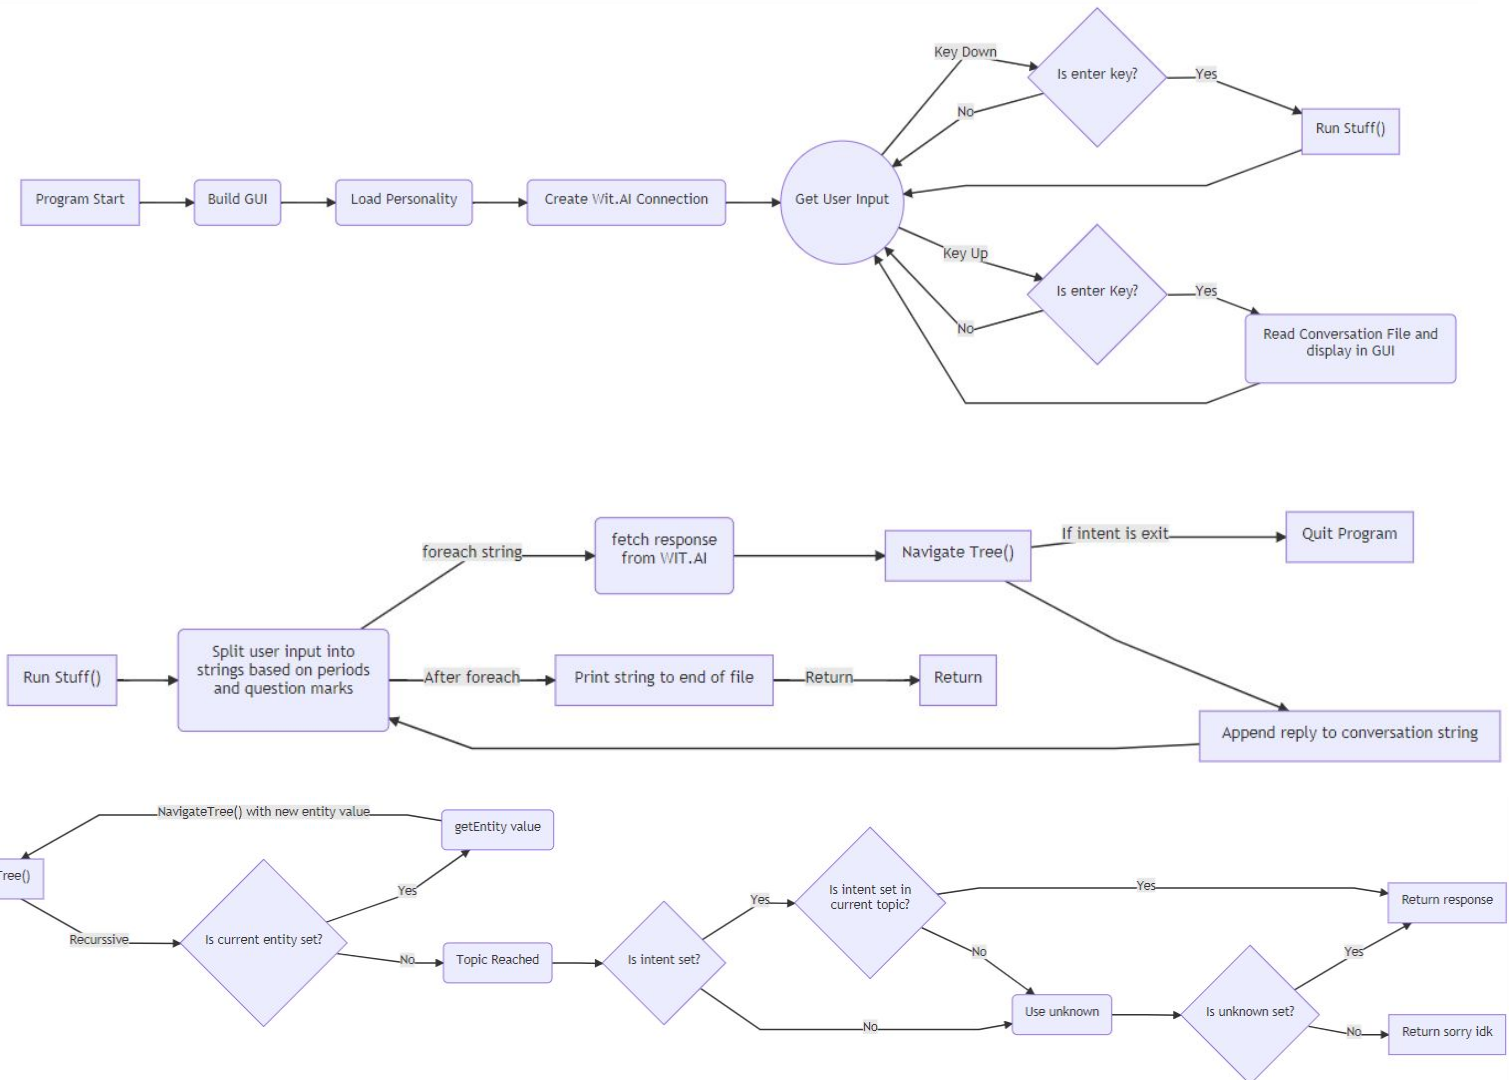 Key Down
Is enter key?
Yes
No
Run Stuff()
Program Start
Build GUI
Load Personality
Create Wit.AI Connection
Get User Input
Key Up
Is enter Key?
Yes
No
Read Conversation File and
display in GUI
foreach string
fetch response
from WIT.AI
Navigate Tree()
If intent is exit
Quit Program
Run Stuff()
Split user input into
strings based on periods
and question marks
After foreach
Print string to end of file
Return
Return
Append reply to conversation string
NavigateTree() with new entity value
getEntity value
Tree()
Recurssive
Is current entity set?
Yes
No
Topic Reached
Is intent set?
Yes
Is intent set in
current topic?
Yes
Return response
No
No
Use unknown
Is unknown set?
Yes
No
Return sorry idk